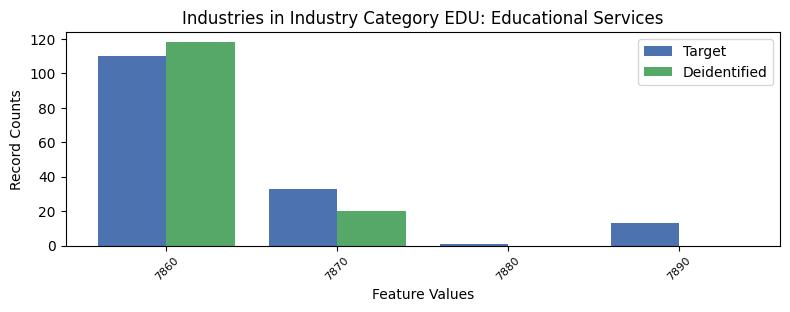 Industries in Industry Category EDU: Educational Services
Target
Deidentified
Record Counts
120
100
80
60
40
20
0
7860
7870
7880
7890
Feature Values